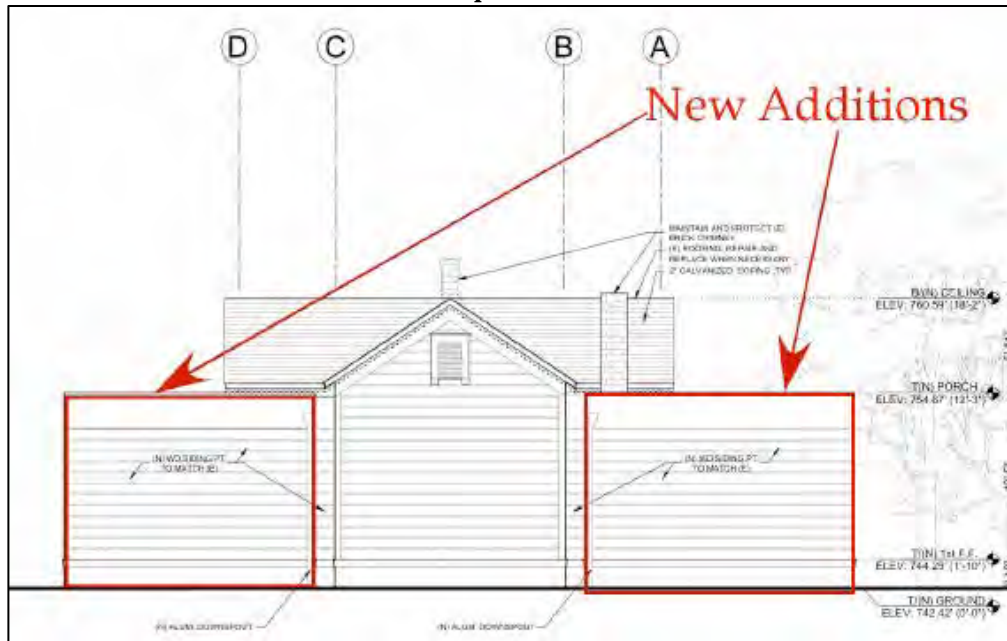 D
C
B
A
New Additions
MAINTAIN AND PROTECT (E)
BRICK CHIMNEY
(E) ROOFING, REPAIR AND
REPLACE WHEN NECESSARY
2" GALVANIZED
TYP.
B/(N) CEILING
ELEV: 760.59' (18'-2")
T/(N) PORCH
ELEV: 754.67' (12'-3")
(N) WD SIDING PT
TO MATCH (E)
(N) WD SIDING PT
TO MATCH (E)
T/(N) 1st F.F.
ELEV: 744.29' (1'-10")
T/(N) GROUND
ELEV: 742.42' (0'-0")
(N) ALUM. DOWNSPOUT
(N) ALUM. DOWNSPOUT